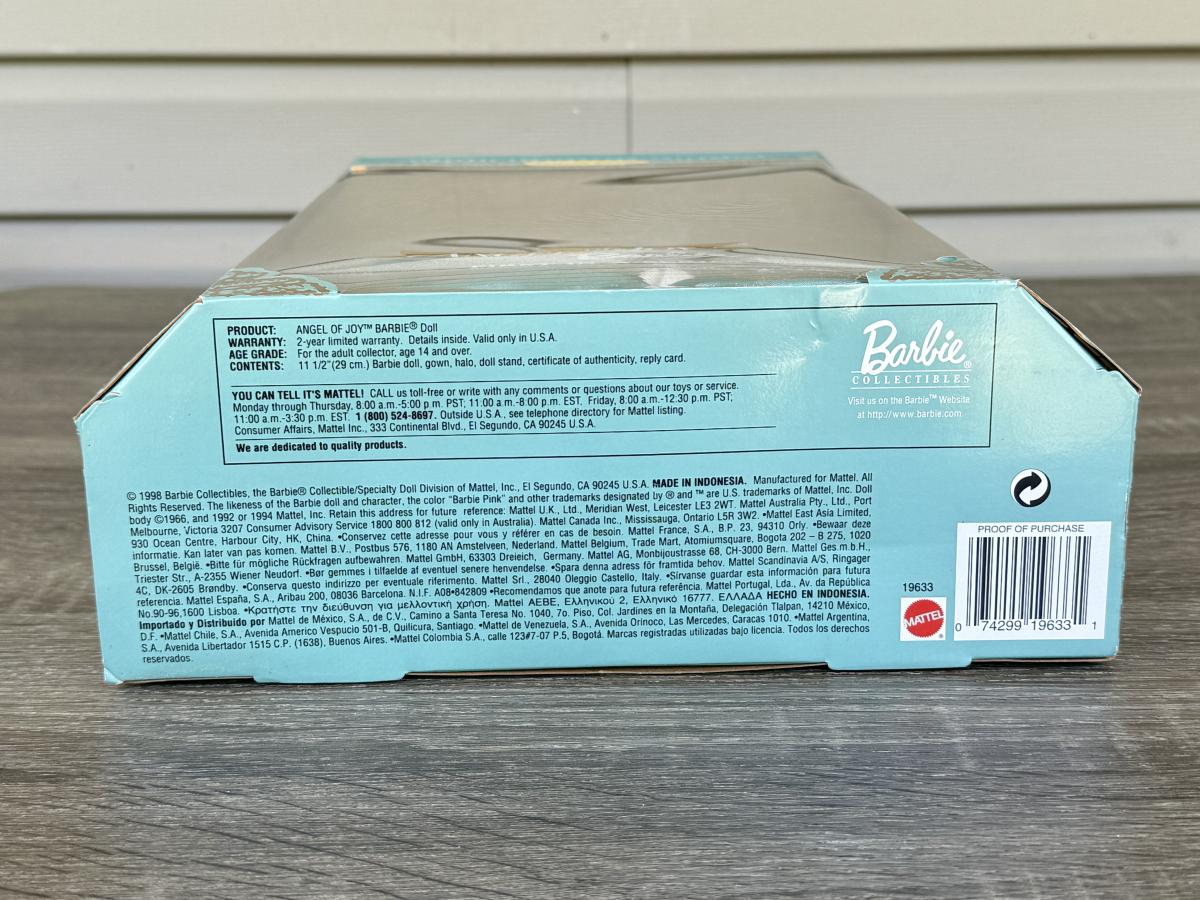 PRODUCT: ANGEL OF JOY™ BARBIE® Doll
WARRANTY: 2-year limited warranty. Details inside. Valid only in U.S.A.
AGE GRADE: For the adult collector, age 14 and over.
CONTENTS: 11 1/2"(29 cm.) Barbie doll, gown, halo, doll stand, certificate of authenticity, reply card.
YOU CAN TELL IT'S MATTEL! CALL us toll-free or write with any comments or questions about our toys or service.
Monday through Thursday, 8:00 a.m.-5:00 p.m. PST; 11:00 a.m.-8:00 p.m. EST. Friday, 8:00 a.m.-12:30 p.m. PST;
11:00 a.m.-3:30 p.m. EST. 1 (800) 524-8697. Outside U.S.A., see telephone directory for Mattel listing.
Consumer Affairs, Mattel Inc., 333 Continental Blvd., El Segundo, CA 90245 U.S.A.
We are dedicated to quality products.
Barbie®
COLLECTIBLES
Visit us on the Barbie™ Website
at http://www.barbie.com
© 1998 Barbie Collectibles, the Barbie® Collectible/Specialty Doll Division of Mattel, Inc., El Segundo, CA 90245 U.S.A. MADE IN INDONESIA. Manufactured for Mattel. All
Rights Reserved. The likeness of the Barbie doll and character, the color "Barbie Pink" and other trademarks designated by ® and ™ are U.S. trademarks of Mattel, Inc. Doll
body ©1966, and 1992 or 1994 Mattel, Inc. Retain this address for future reference: Mattel U.K., Ltd., Meridian West, Leicester LE3 2WT. Mattel Australia Pty., Ltd., Port
Melbourne, Victoria 3207 Consumer Advisory Service 1800 800 812 (valid only in Australia). Mattel Canada Inc., Mississauga, Ontario L5R 3W2. •Mattel East Asia Limited,
930 Ocean Centre, Harbour City, HK, China. •Conservez cette adresse pour vous y référer en cas de besoin. Mattel France, S.A., B.P. 23, 94310 Orly. •Bewaar deze
informatie. Kan later van pas komen. Mattel B.V., Postbus 576, 1180 AN Amstelveen, Nederland. Mattel Belgium, Trade Mart, Atomiumsquare, Bogota 202 – B 275, 1020
Brussel, België. •Bitte für mögliche Rückfragen aufbewahren. Mattel GmbH, 63303 Dreieich, Germany. Mattel AG, Monbijoustrasse 68, CH-3000 Bern. Mattel Ges.m.b.H.,
Triester Str., A-2355 Wiener Neudorf. •Bør gemmes i tilfælde af eventuel senere henvendelse. •Spara denna adress för framtida behov. Mattel Scandinavia A/S, Ringager
4C, DK-2605 Brøndby. •Conserva questo indirizzo per eventuale riferimento. Mattel Srl., 28040 Oleggio Castello, Italy. •Sírvanse guardar esta información para futura
referencia. Mattel España, S.A., Aribau 200, 08036 Barcelona. N.I.F. A08•842809 •Recomendamos que anote para futura referência. Mattel Portugal, Lda., Av. da República
No.90-96,1600 Lisboa. •Κρατήστε την διεύθυνση για μελλοντική χρήση. Mattel AEBE, Ελληνικού 2, Ελληνικό 16777. ΕΛΛΑΔΑ HECHO EN INDONESIA.
Importado y Distribuido por Mattel de México, S.A., de C.V., Camino a Santa Teresa No. 1040, 7o. Piso, Col. Jardines en la Montaña, Delegación Tlalpan, 14210 México,
D.F. •Mattel Chile, S.A., Avenida Americo Vespucio 501-B, Quilicura, Santiago. •Mattel de Venezuela, S.A., Avenida Orinoco, Las Mercedes, Caracas 1010. •Mattel Argentina,
S.A., Avenida Libertador 1515 C.P. (1638), Buenos Aires. •Mattel Colombia S.A., calle 123#7-07 P.5, Bogotá. Marcas registradas utilizadas bajo licencia. Todos los derechos
reservados.
19633
MATTEL®
PROOF OF PURCHASE
0 74299 19633 1